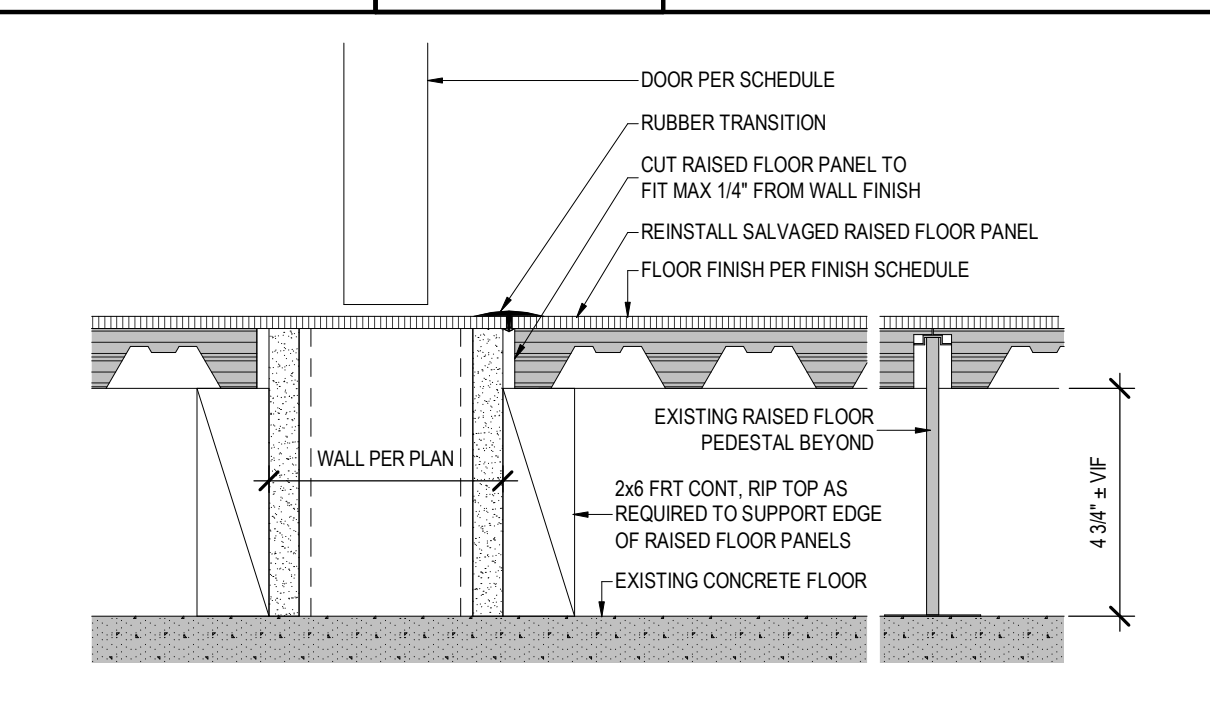 DOOR PER SCHEDULE
RUBBER TRANSITION
CUT RAISED FLOOR PANEL TO
FIT MAX 1/4" FROM WALL FINISH
REINSTALL SALVAGED RAISED FLOOR PANEL
FLOOR FINISH PER FINISH SCHEDULE
EXISTING RAISED FLOOR
PEDESTAL BEYOND
WALL PER PLAN
2x6 FRT CONT, RIP TOP AS
REQUIRED TO SUPPORT EDGE
OF RAISED FLOOR PANELS
4 3/4" ± VIF
EXISTING CONCRETE FLOOR